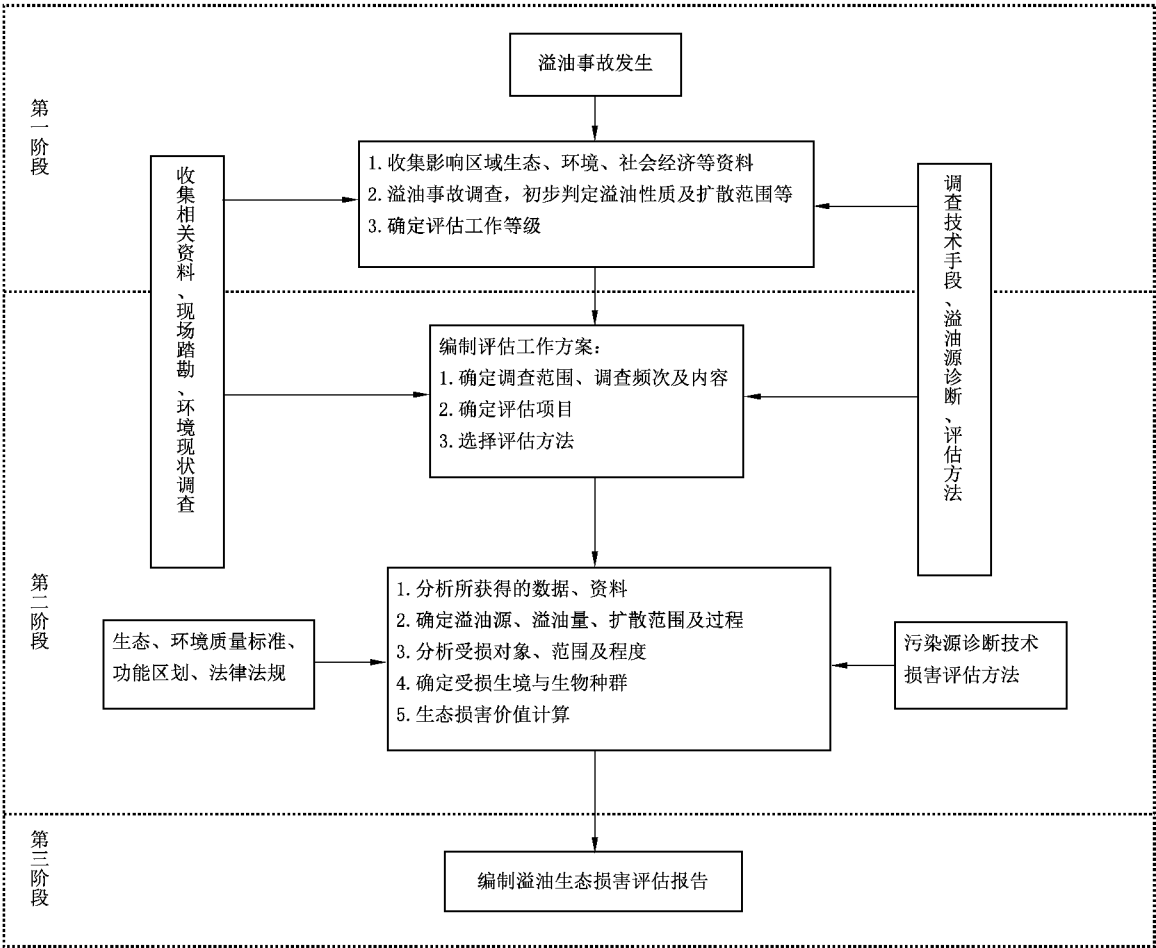 第一阶段
溢油事故发生
1. 收集影响区域生态、环境、社会经济等资料
2. 溢油事故调查，初步判定溢油性质及扩散范围等
3. 确定评估工作等级
收集相关资料、现场踏勘、环境现状调查
调查技术手段、溢油源诊断、评估方法
第二阶段
编制评估工作方案：
1. 确定调查范围、调查频次及内容
2. 确定评估项目
3. 选择评估方法
1. 分析所获得的数据、资料
2. 确定溢油源、溢油量、扩散范围及过程
3. 分析受损对象、范围及程度
4. 确定受损生境与生物种群
5. 生态损害价值计算
生态、环境质量标准、
功能区划、法律法规
污染源诊断技术
损害评估方法
第三阶段
编制溢油生态损害评估报告